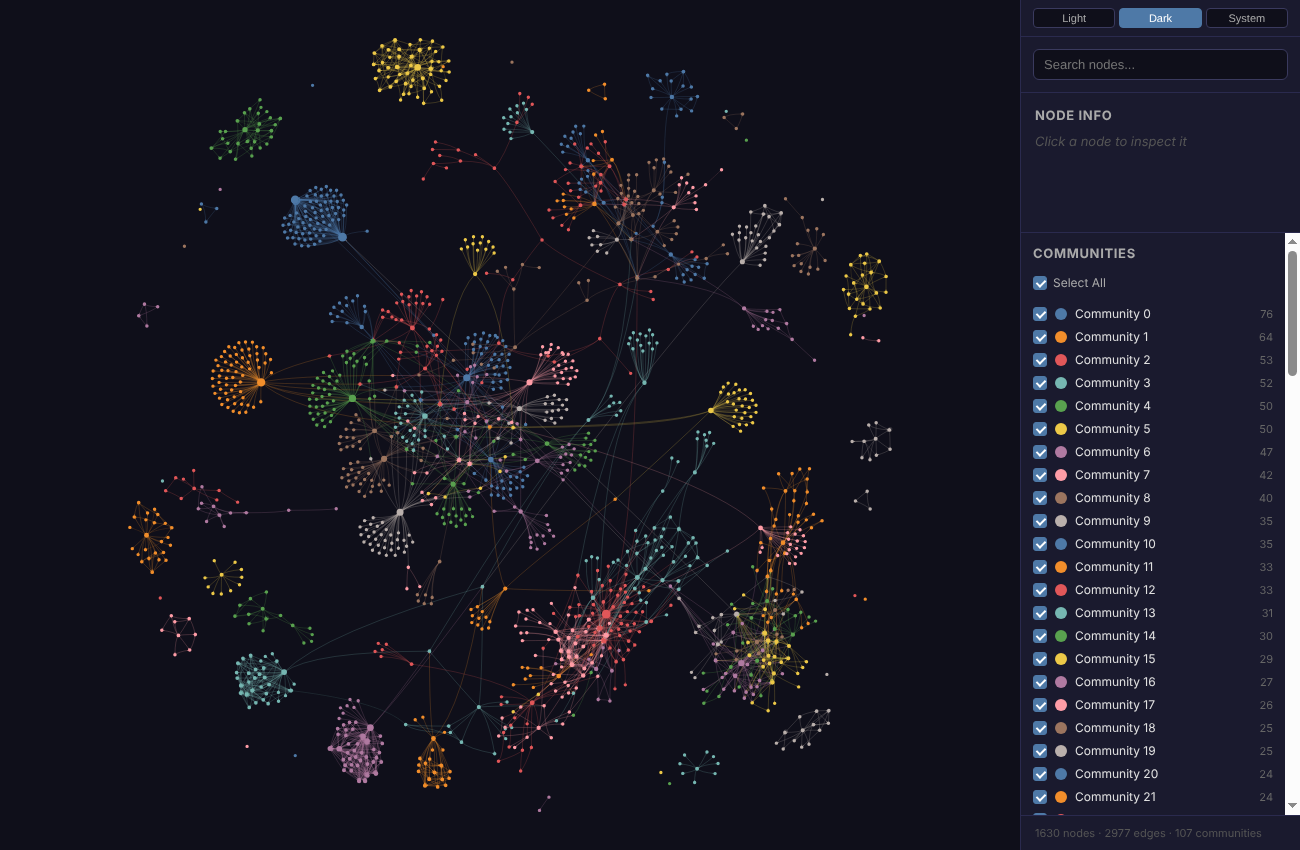 Light Dark System
Search nodes...
NODE INFO
Click a node to inspect it
COMMUNITIES
Select All
Community 0 76
Community 1 64
Community 2 53
Community 3 52
Community 4 50
Community 5 50
Community 6 47
Community 7 42
Community 8 40
Community 9 35
Community 10 35
Community 11 33
Community 12 33
Community 13 31
Community 14 30
Community 15 29
Community 16 27
Community 17 26
Community 18 25
Community 19 25
Community 20 24
Community 21 24
1630 nodes · 2977 edges · 107 communities